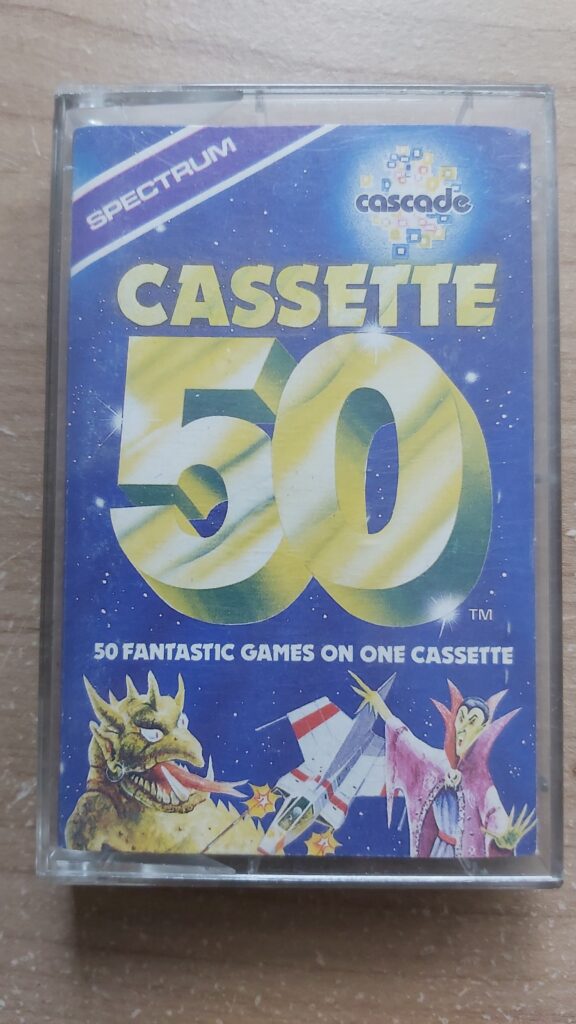 SPECTRUM
cascade
CASSETTE
50
TM
50 FANTASTIC GAMES ON ONE CASSETTE